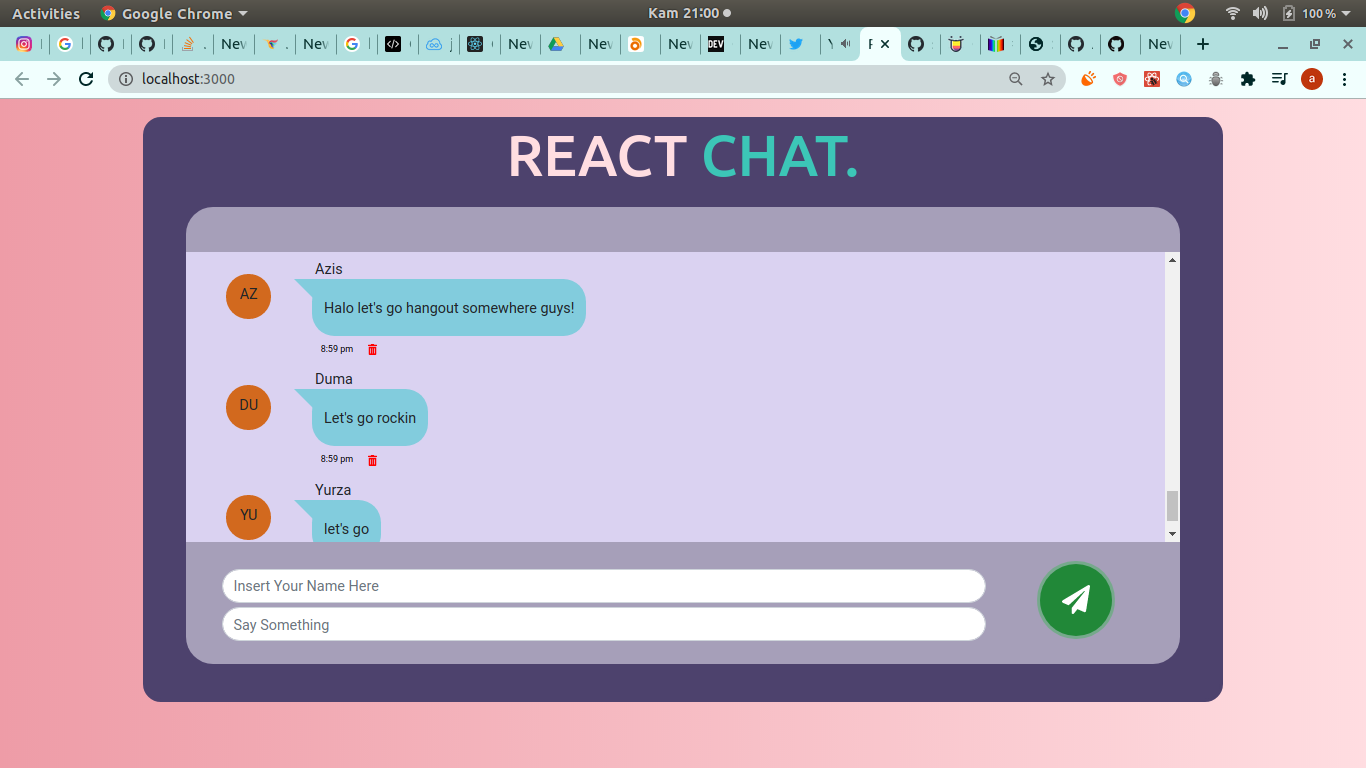 Activities Google Chrome Kam 21:00 100 %
New New New New New New New
DEV
localhost:3000 a
REACT CHAT.
Azis
AZ
Halo let's go hangout somewhere guys!
8:59 pm
Duma
DU
Let's go rockin
8:59 pm
Yurza
YU
let's go
Insert Your Name Here
Say Something